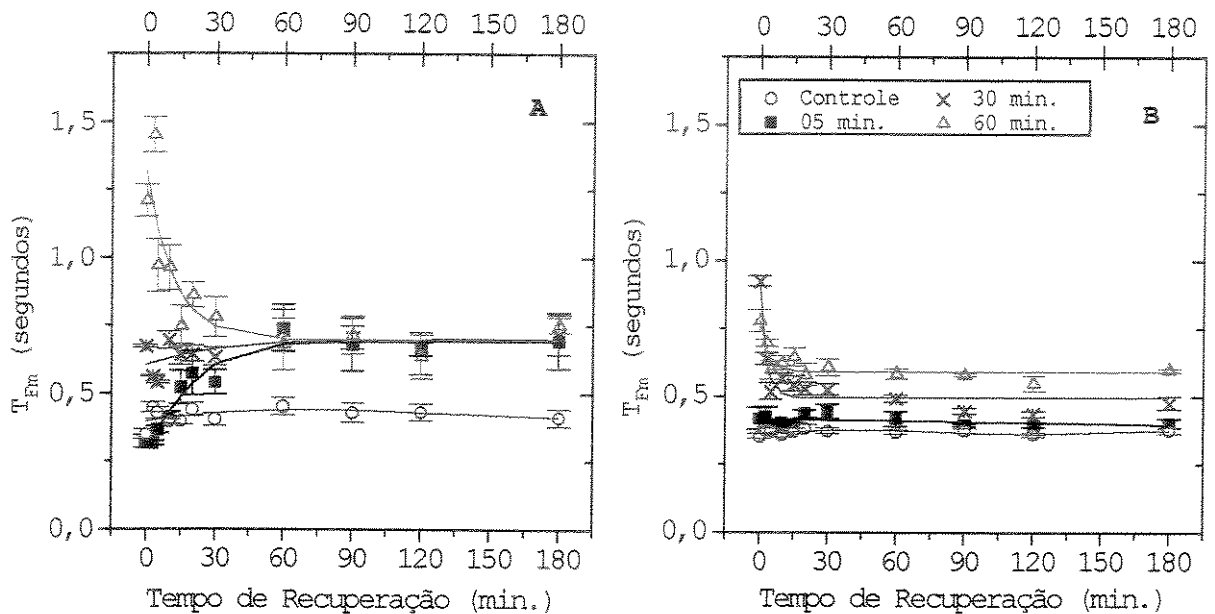 0 30 60 90 120 150 180
A
1,5
1,0
0,5
0,0
T_Fm (segundos)
0 30 60 90 120 150 180
Tempo de Recuperação (min.)
0 30 60 90 120 150 180
Controle 30 min.
05 min. 60 min.
B
1,5
1,0
0,5
0,0
T_Fm (segundos)
0 30 60 90 120 150 180
Tempo de Recuperação (min.)